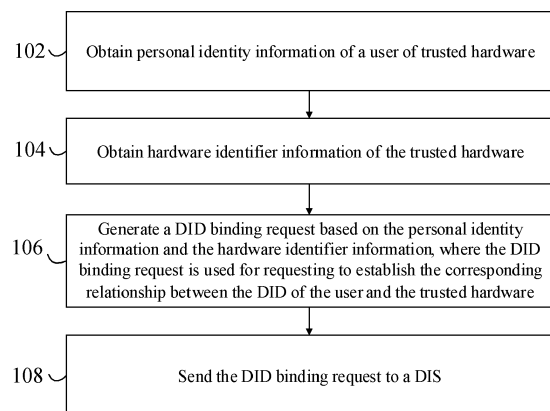 102
Obtain personal identity information of a user of trusted hardware
104
Obtain hardware identifier information of the trusted hardware
106
Generate a DID binding request based on the personal identity
information and the hardware identifier information, where the DID
binding request is used for requesting to establish the corresponding
relationship between the DID of the user and the trusted hardware
108
Send the DID binding request to a DIS